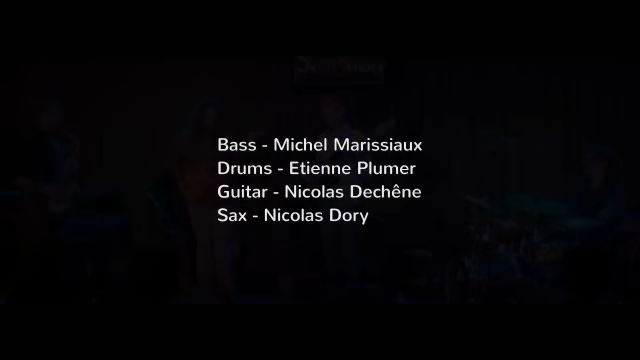 Bass - Michel Marissiaux
Drums - Etienne Plumer
Guitar - Nicolas Dechêne
Sax - Nicolas Dory